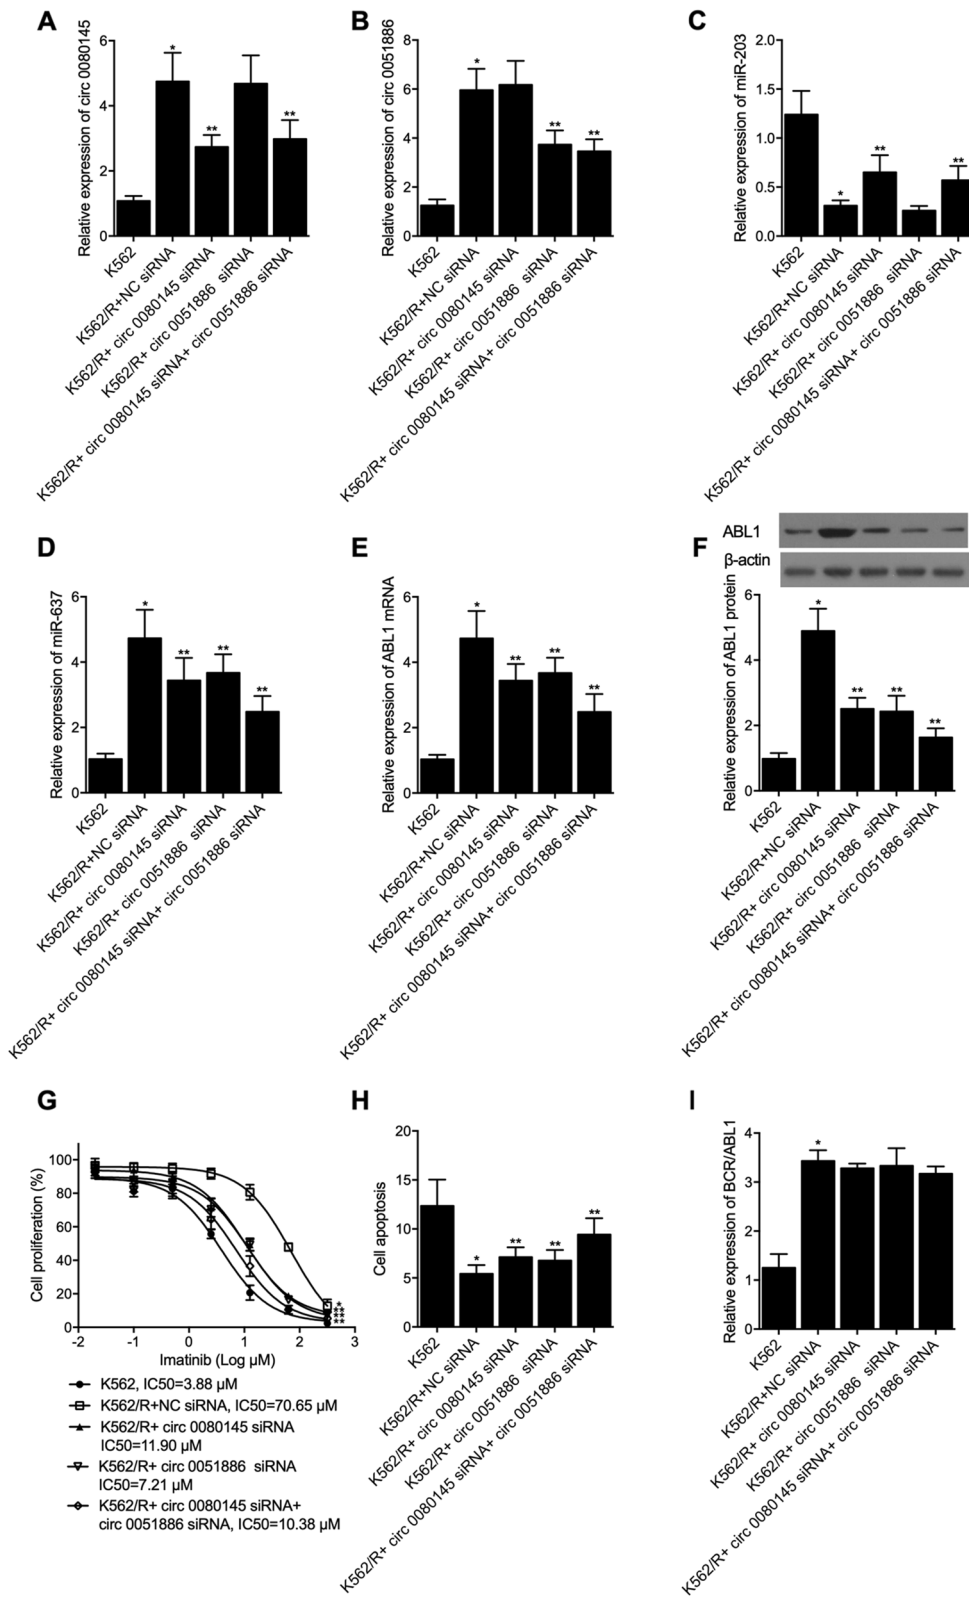 A
Relative expression of circ 0080145
6
4
2
0
*
**
**
K562
K562/R+NC siRNA
K562/R+ circ 0080145 siRNA
K562/R+ circ 0051886 siRNA
K562/R+ circ 0080145 siRNA+ circ 0051886 siRNA
B
Relative expression of circ 0051886
8
6
4
2
0
*
**
**
K562
K562/R+NC siRNA
K562/R+ circ 0080145 siRNA
K562/R+ circ 0051886 siRNA
K562/R+ circ 0080145 siRNA+ circ 0051886 siRNA
C
Relative expression of miR-203
2.0
1.5
1.0
0.5
0.0
*
**
**
K562
K562/R+NC siRNA
K562/R+ circ 0080145 siRNA
K562/R+ circ 0051886 siRNA
K562/R+ circ 0080145 siRNA+ circ 0051886 siRNA
D
Relative expression of miR-637
6
4
2
0
*
**
**
**
K562
K562/R+NC siRNA
K562/R+ circ 0080145 siRNA
K562/R+ circ 0051886 siRNA
K562/R+ circ 0080145 siRNA+ circ 0051886 siRNA
E
Relative expression of ABL1 mRNA
6
4
2
0
*
**
**
**
K562
K562/R+NC siRNA
K562/R+ circ 0080145 siRNA
K562/R+ circ 0051886 siRNA
K562/R+ circ 0080145 siRNA+ circ 0051886 siRNA
F
ABL1
β-actin
Relative expression of ABL1 protein
6
4
2
0
*
**
**
**
K562
K562/R+NC siRNA
K562/R+ circ 0080145 siRNA
K562/R+ circ 0051886 siRNA
K562/R+ circ 0080145 siRNA+ circ 0051886 siRNA
G
Cell proliferation (%)
100
80
60
40
20
0
-2
-1
0
1
2
3
*
**
**
**
Imatinib (Log μM)
K562, IC50=3.88 μM
K562/R+NC siRNA, IC50=70.65 μM
K562/R+ circ 0080145 siRNA
IC50=11.90 μM
K562/R+ circ 0051886 siRNA
IC50=7.21 μM
K562/R+ circ 0080145 siRNA+
circ 0051886 siRNA, IC50=10.38 μM
H
Cell apoptosis
20
15
10
5
0
*
**
**
**
K562
K562/R+NC siRNA
K562/R+ circ 0080145 siRNA
K562/R+ circ 0051886 siRNA
K562/R+ circ 0080145 siRNA+ circ 0051886 siRNA
I
Relative expression of BCR/ABL1
4
3
2
1
0
*
K562
K562/R+NC siRNA
K562/R+ circ 0080145 siRNA
K562/R+ circ 0051886 siRNA
K562/R+ circ 0080145 siRNA+ circ 0051886 siRNA